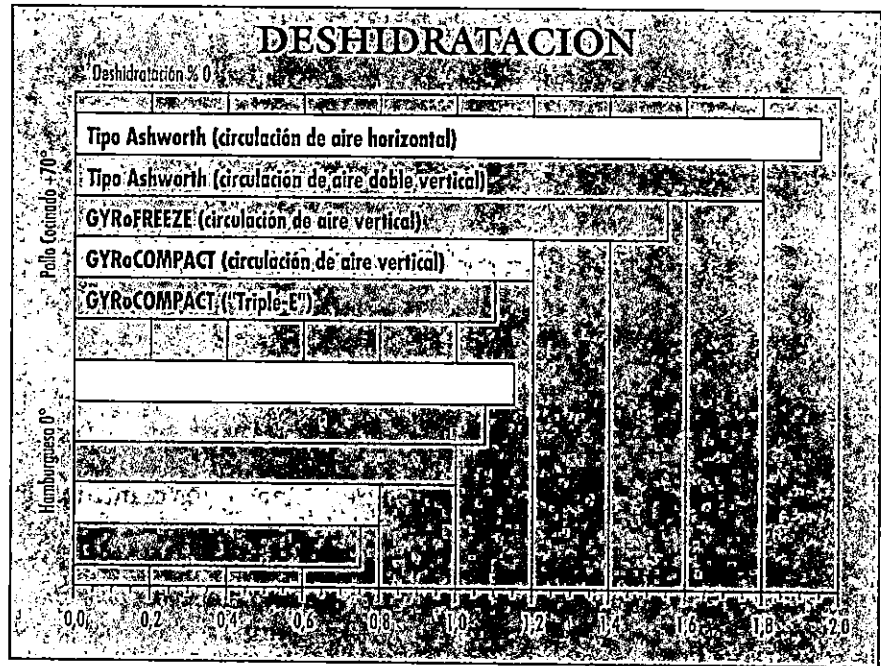 DESHIDRATACION
Deshidratación % 0
Pollo Cocinado +70°
Tipo Ashworth (circulación de aire horizontal)
Tipo Ashworth (circulación de aire doble vertical)
GYRoFREEZE (circulación de aire vertical)
GYRoCOMPACT (circulación de aire vertical)
GYRoCOMPACT ("Triple-E")
Hamburguesa 0°
0,0 0,2 0,4 0,6 0,8 1,0 1,2 1,4 1,6 1,8 2,0